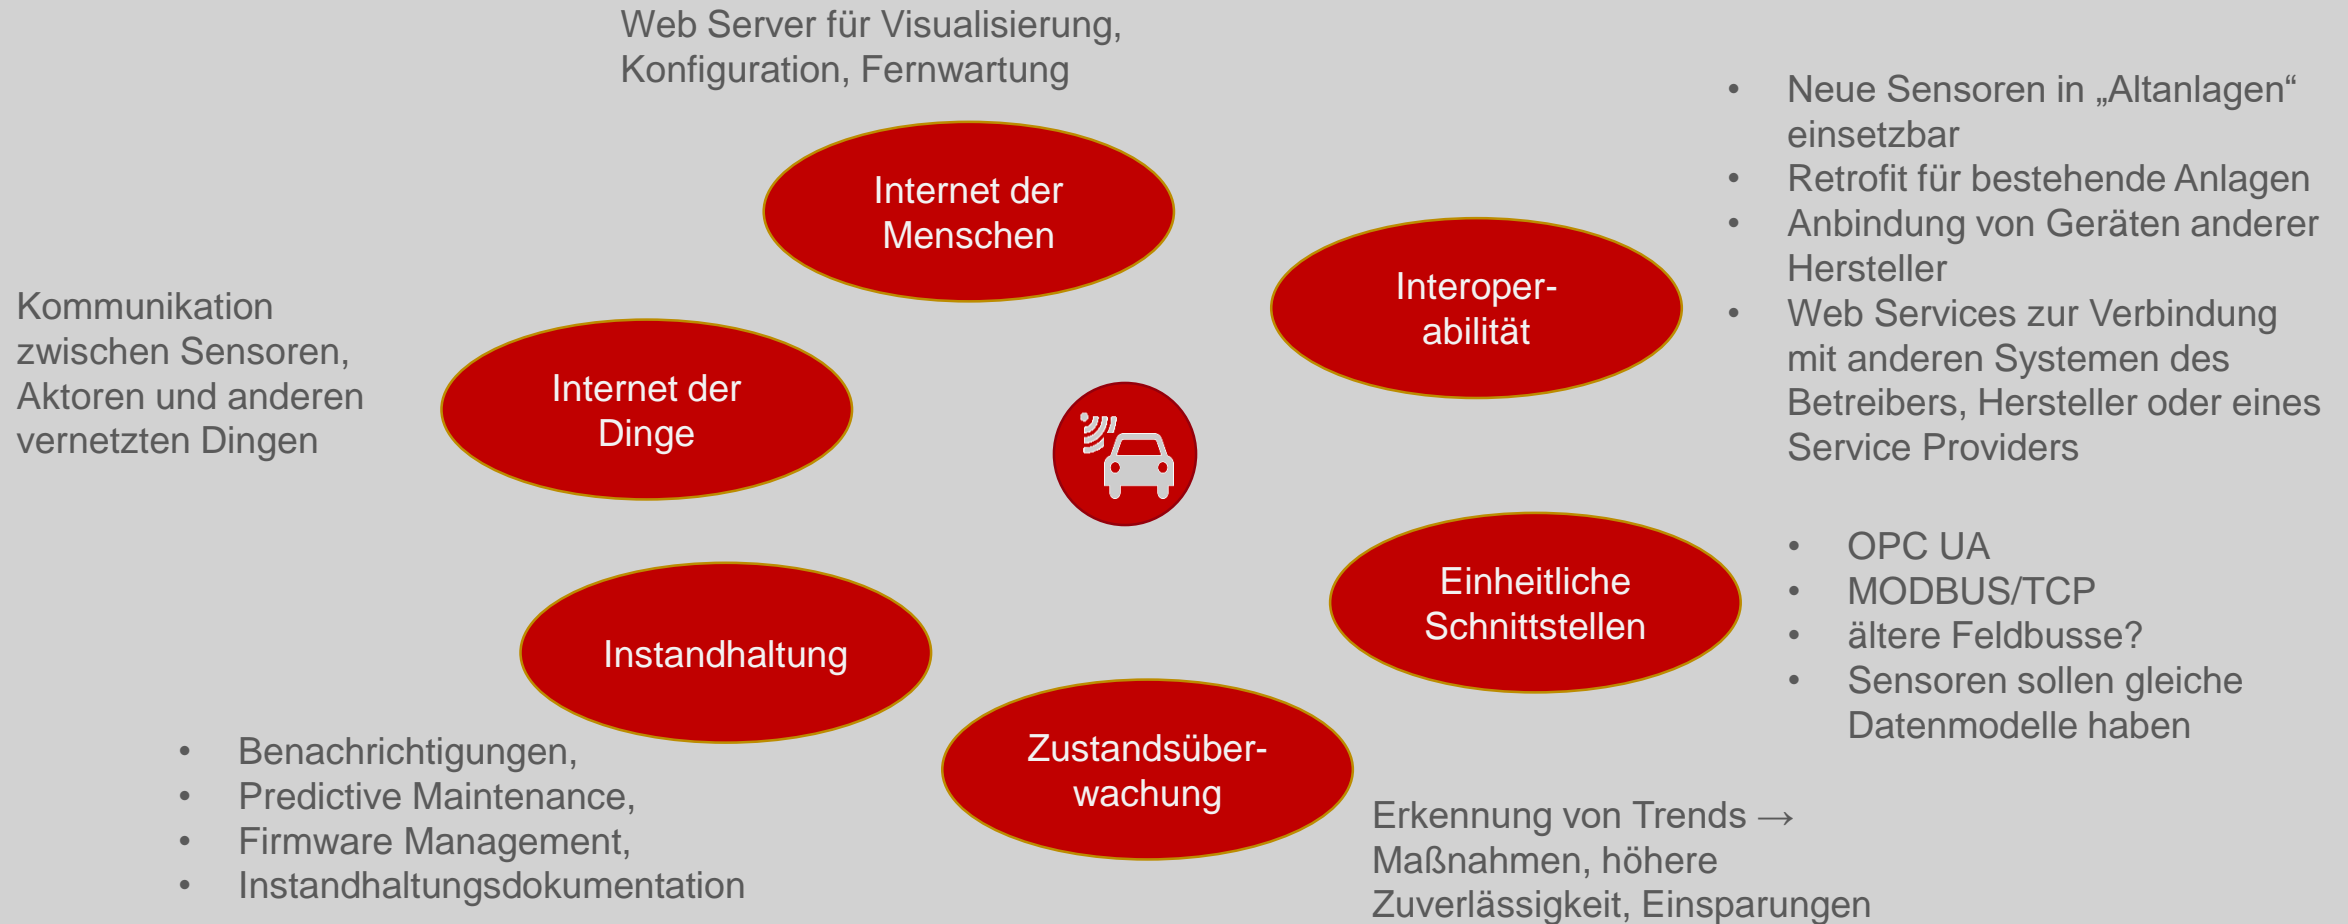 Web Server für Visualisierung,
Konfiguration, Fernwartung
Internet der
Menschen
• Neue Sensoren in „Altanlagen“
einsetzbar
• Retrofit für bestehende Anlagen
• Anbindung von Geräten anderer
Hersteller
• Web Services zur Verbindung
mit anderen Systemen des
Betreibers, Hersteller oder eines
Service Providers
Interoper-
abilität
Kommunikation
zwischen Sensoren,
Aktoren und anderen
vernetzten Dingen
Internet der
Dinge
Einheitliche
Schnittstellen
• OPC UA
• MODBUS/TCP
• ältere Feldbusse?
• Sensoren sollen gleiche
Datenmodelle haben
Instandhaltung
• Benachrichtigungen,
• Predictive Maintenance,
• Firmware Management,
• Instandhaltungsdokumentation
Zustandsüber-
wachung
Erkennung von Trends →
Maßnahmen, höhere
Zuverlässigkeit, Einsparungen